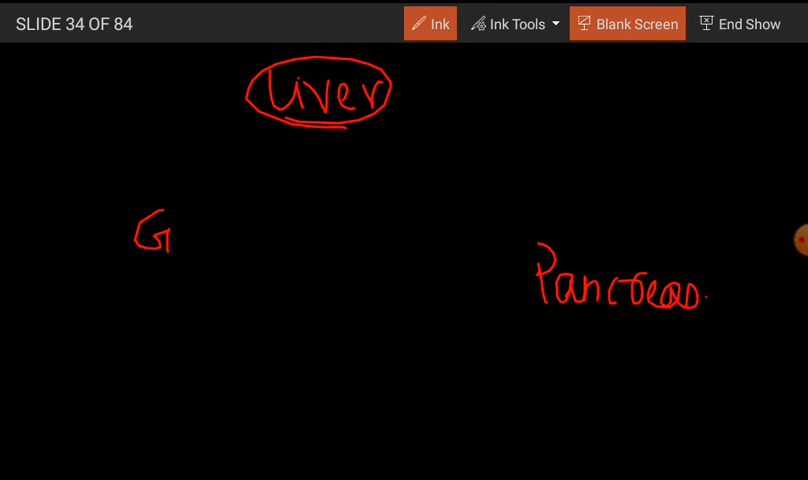 SLIDE 34 OF 84 Ink Ink Tools Blank Screen End Show
Liver
G
Pancreas.